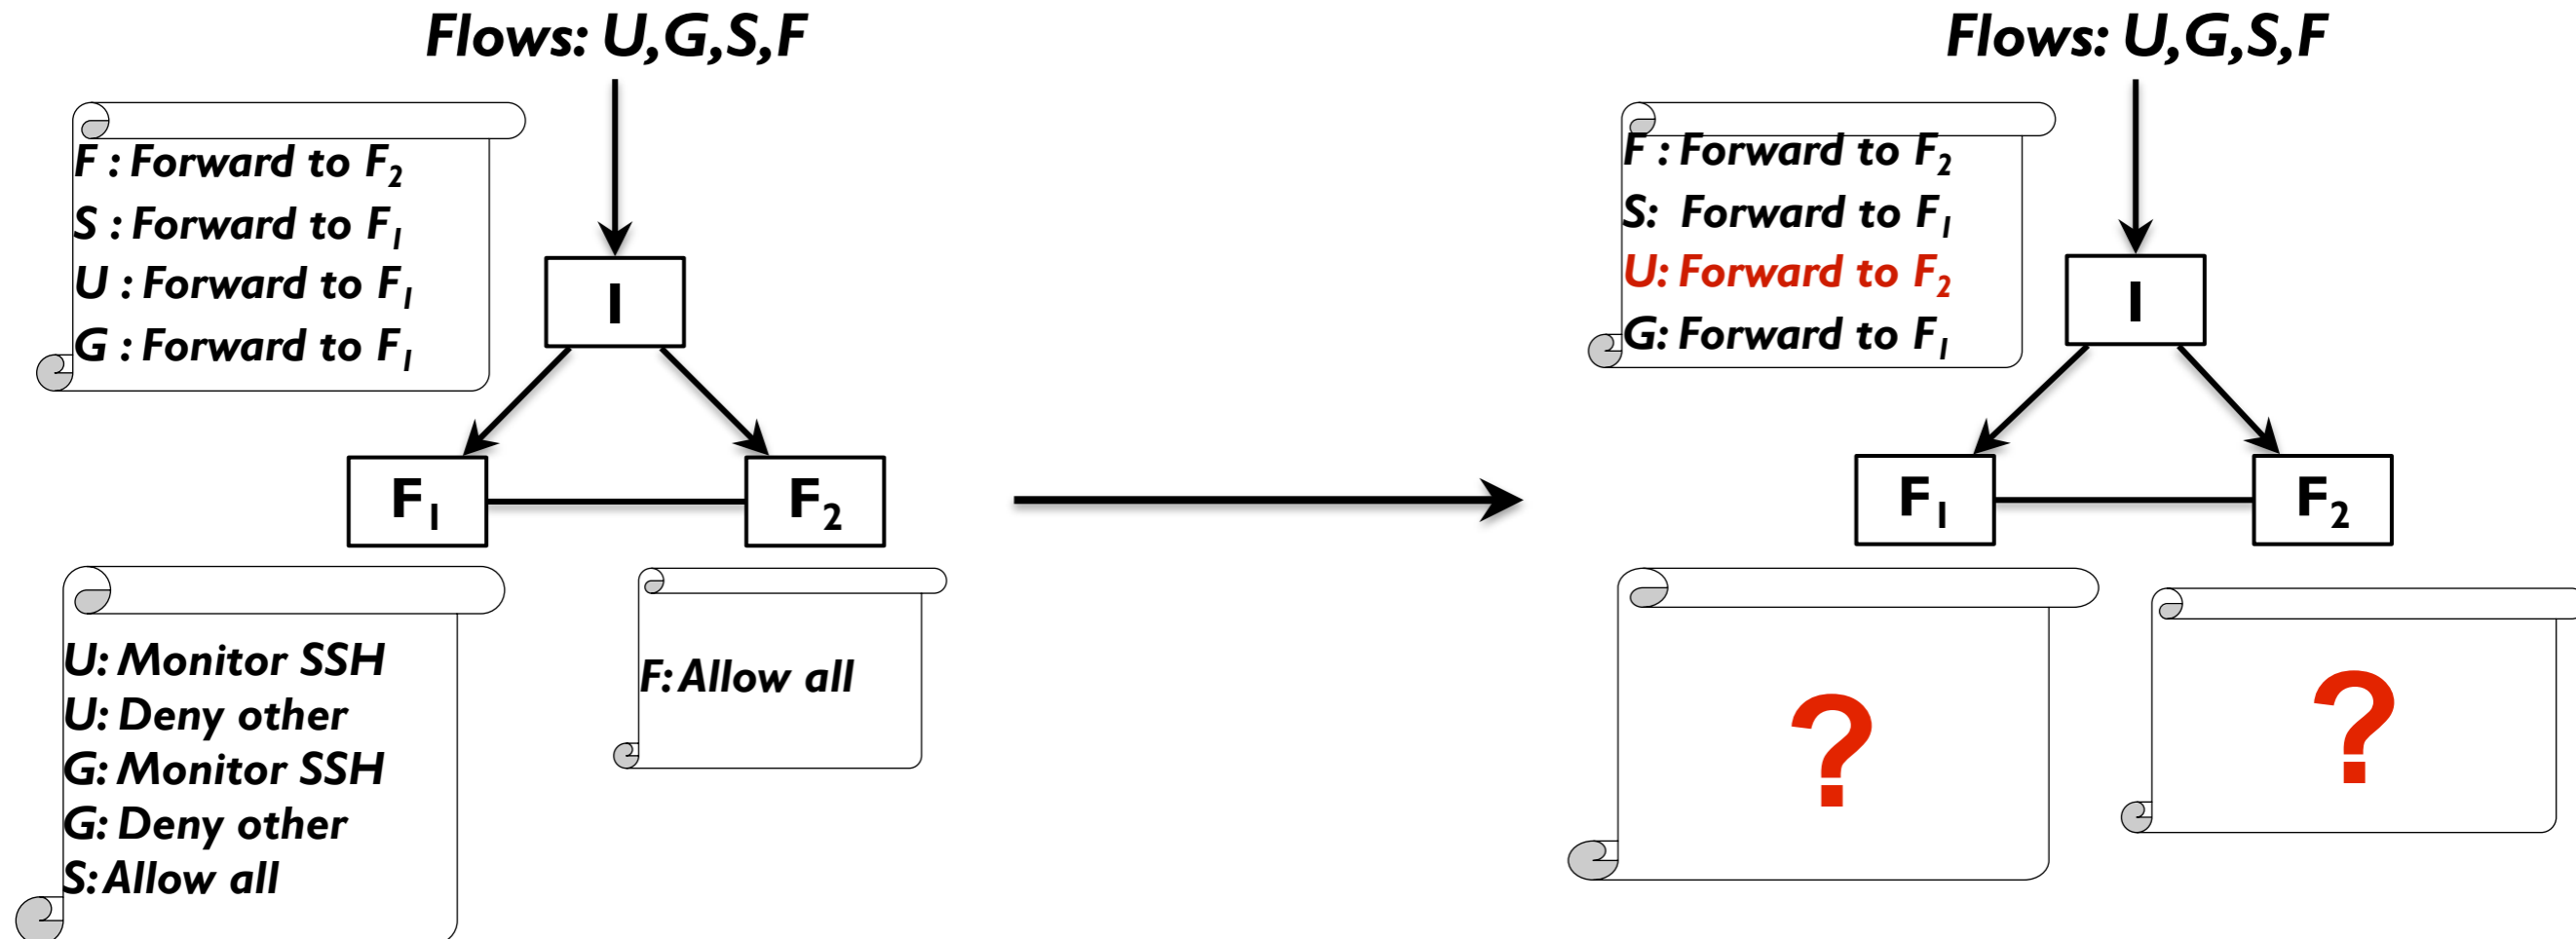 Flows: U,G,S,F
F : Forward to F₂
S : Forward to F₁
U : Forward to F₁
G : Forward to F₁
I
F₁
F₂
U: Monitor SSH
U: Deny other
G: Monitor SSH
G: Deny other
S: Allow all
F: Allow all
Flows: U,G,S,F
F : Forward to F₂
S: Forward to F₁
U: Forward to F₂
G: Forward to F₁
I
F₁
F₂
?
?